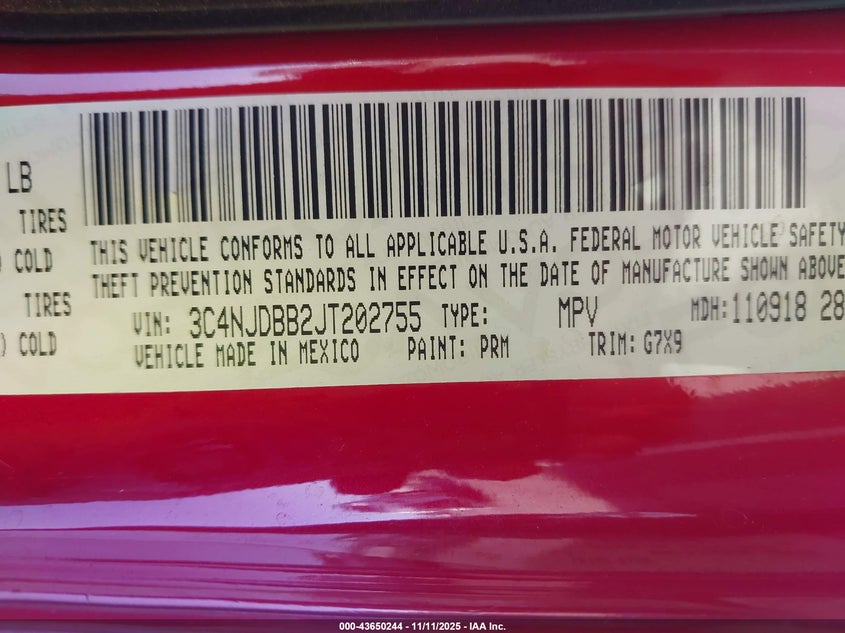 LB
TIRES
COLD
THIS VEHICLE CONFORMS TO ALL APPLICABLE U.S.A. FEDERAL MOTOR VEHICLE SAFETY
THEFT PREVENTION STANDARDS IN EFFECT ON THE DATE OF MANUFACTURE SHOWN ABOVE
TIRES
VIN: 3C4NJDBB2JT202755 TYPE: MPV MDH: 110918 28
) COLD
VEHICLE MADE IN MEXICO PAINT: PRM TRIM: G7X9
000-43650244 - 11/11/2025 - IAA Inc.